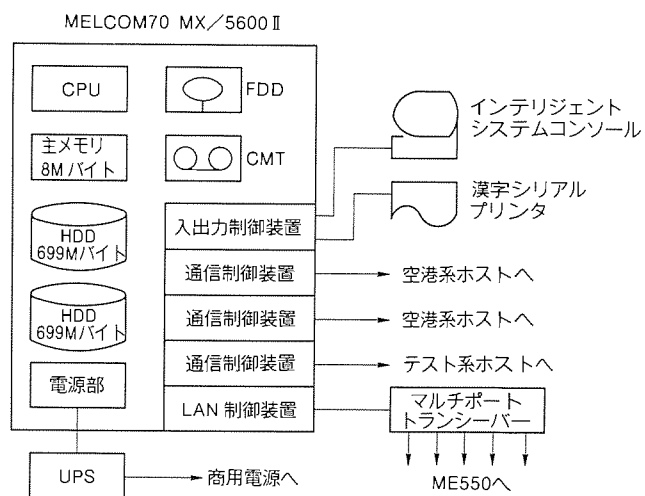 MELCOM70 MX/5600Ⅱ
CPU
FDD
主メモリ
8Mバイト
CMT
HDD
699Mバイト
HDD
699Mバイト
電源部
UPS
商用電源へ
入出力制御装置
通信制御装置
通信制御装置
通信制御装置
LAN制御装置
インテリジェント
システムコンソール
漢字シリアル
プリンタ
空港系ホストへ
空港系ホストへ
テスト系ホストへ
マルチポート
トランシーバー
ME550へ